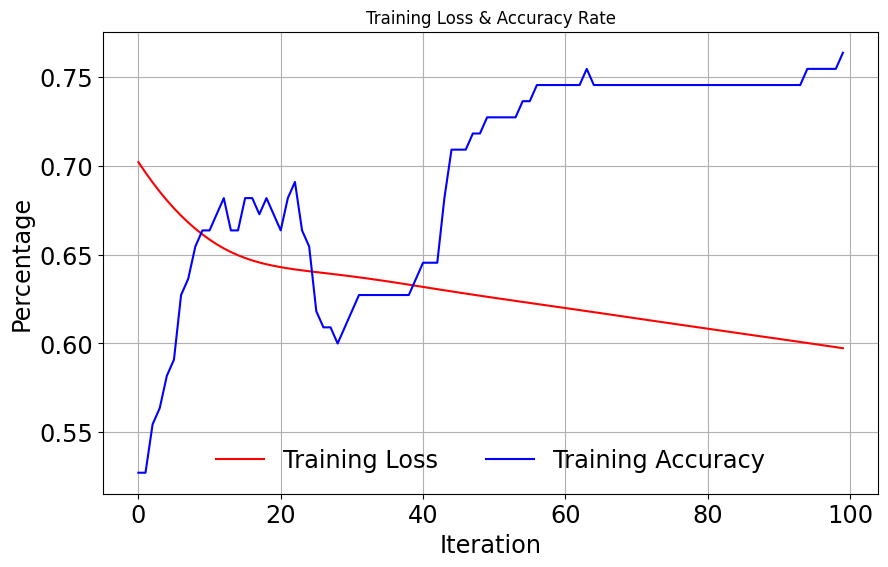 Training Loss & Accuracy Rate
Percentage
0.75
0.70
0.65
0.60
0.55
Training Loss
Training Accuracy
0 20 40 60 80 100
Iteration